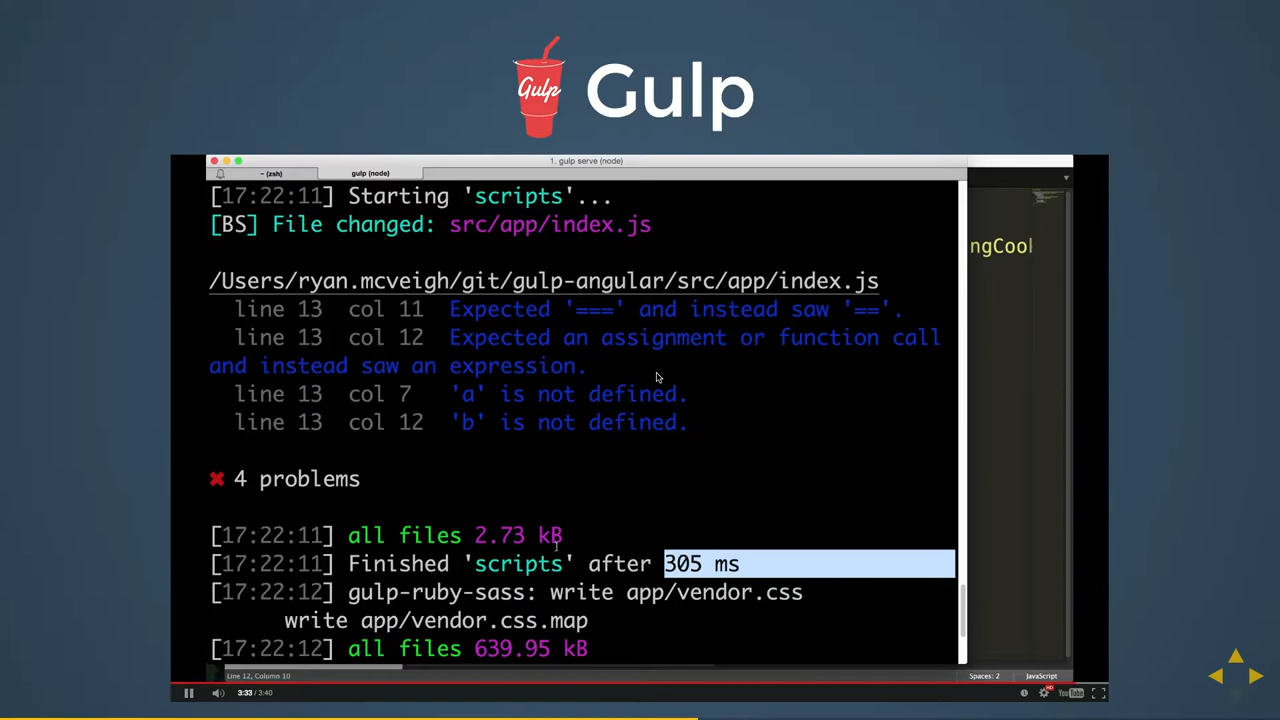 Gulp
Gulp
1. gulp serve (node)
~ (zsh)
gulp (node)
[17:22:11] Starting 'scripts'...
[BS] File changed: src/app/index.js
ngCool
/Users/ryan.mcveigh/git/gulp-angular/src/app/index.js
line 13 col 11 Expected '===' and instead saw '=='.
line 13 col 12 Expected an assignment or function call
and instead saw an expression.
line 13 col 7 'a' is not defined.
line 13 col 12 'b' is not defined.
✖ 4 problems
[17:22:11] all files 2.73 kB
[17:22:11] Finished 'scripts' after 305 ms
[17:22:12] gulp-ruby-sass: write app/vendor.css
write app/vendor.css.map
[17:22:12] all files 639.95 kB
Line 12, Column 10
Spaces: 2
JavaScript
3:33 / 3:40
HD
YouTube